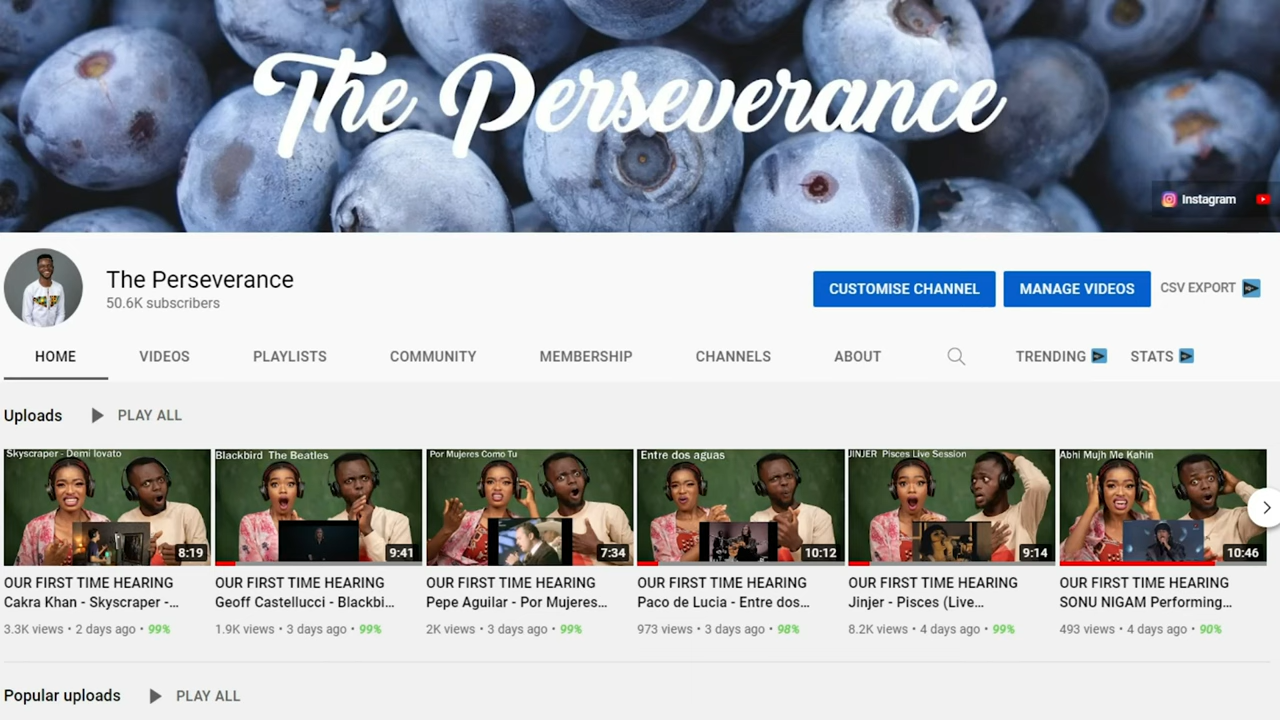 The Perseverance
Instagram
The Perseverance
50.6K subscribers
CUSTOMISE CHANNEL
MANAGE VIDEOS
CSV EXPORT
HOME
VIDEOS
PLAYLISTS
COMMUNITY
MEMBERSHIP
CHANNELS
ABOUT
TRENDING
STATS
Uploads
PLAY ALL
Skyscraper - Demi lovato
8:19
OUR FIRST TIME HEARING
Cakra Khan - Skyscraper -...
3.3K views • 2 days ago • 99%
Blackbird The Beatles
9:41
OUR FIRST TIME HEARING
Geoff Castellucci - Blackbi...
1.9K views • 3 days ago • 99%
Por Mujeres Como Tu
7:34
OUR FIRST TIME HEARING
Pepe Aguilar - Por Mujeres...
2K views • 3 days ago • 99%
Entre dos aguas
10:12
OUR FIRST TIME HEARING
Paco de Lucia - Entre dos...
973 views • 3 days ago • 98%
JINJER Pisces Live Session
9:14
OUR FIRST TIME HEARING
Jinjer - Pisces (Live...
8.2K views • 4 days ago • 99%
Abhi Mujh Me Kahin
10:46
OUR FIRST TIME HEARING
SONU NIGAM Performing...
493 views • 4 days ago • 90%
Popular uploads
PLAY ALL